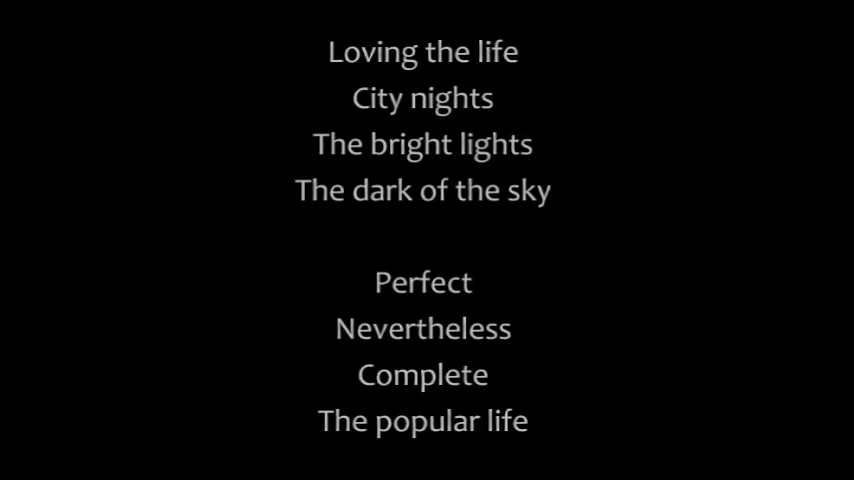 Loving the life
City nights
The bright lights
The dark of the sky
Perfect
Nevertheless
Complete
The popular life